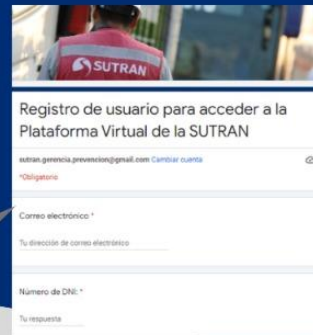 SUTRAN
Registro de usuario para acceder a la
Plataforma Virtual de la SUTRAN
sutran.gerencia.prevencion@gmail.com Cambiar cuenta
*Obligatorio
Correo electrónico *
Tu dirección de correo electrónico
Número de DNI: *
Tu respuesta